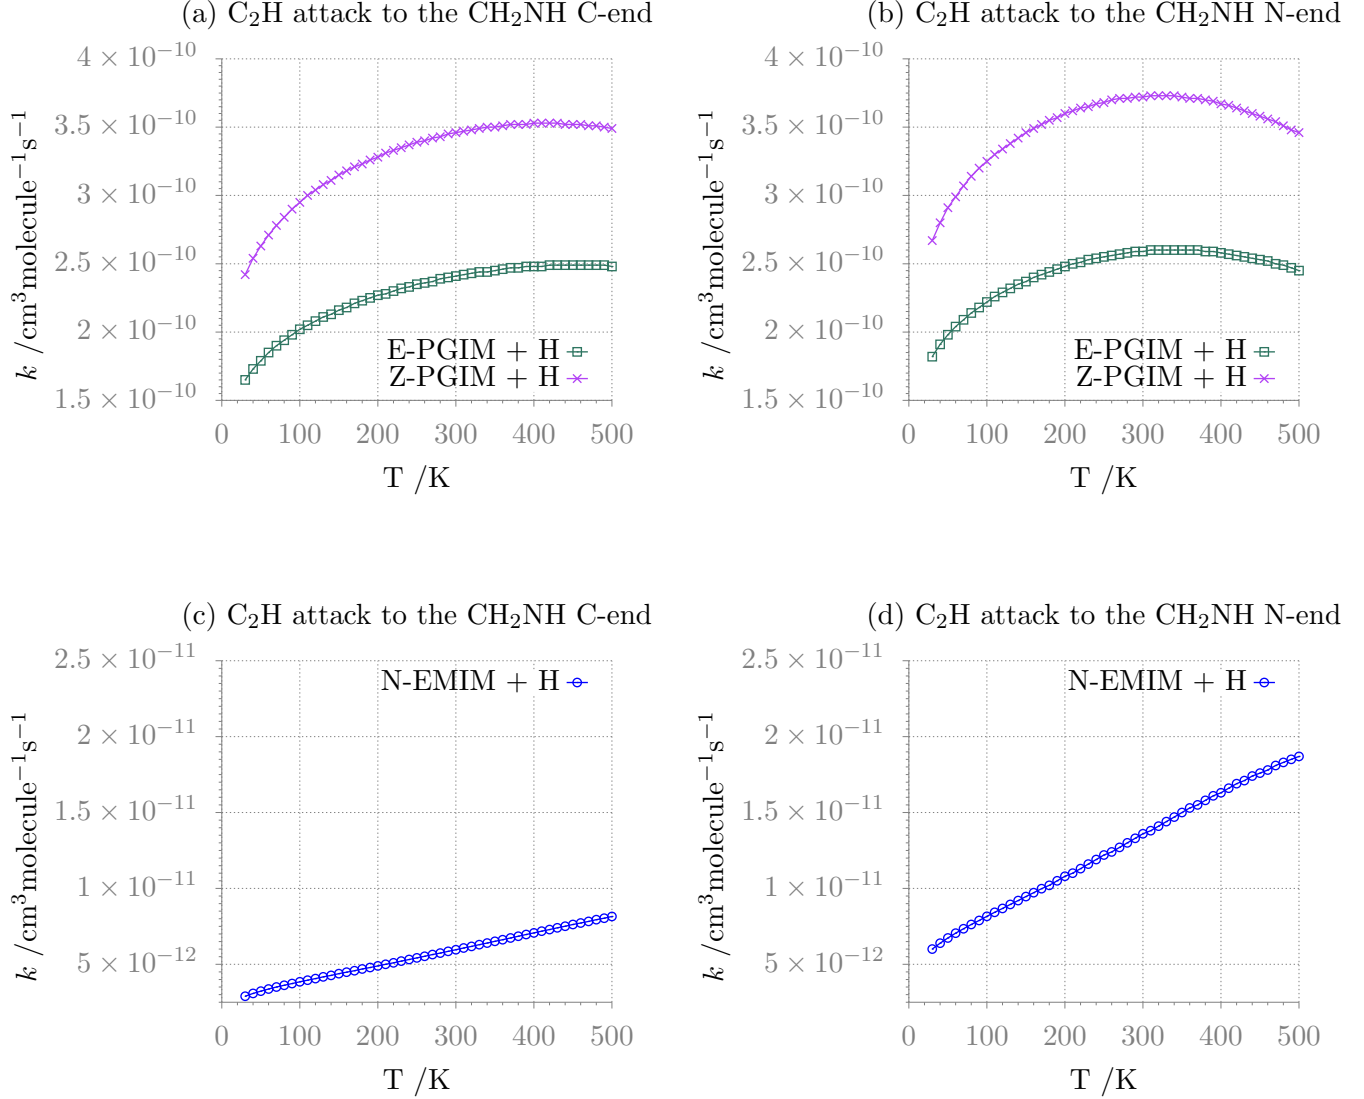 (a) C₂H attack to the CH₂NH C-end
4 × 10⁻¹⁰
3.5 × 10⁻¹⁰
3 × 10⁻¹⁰
2.5 × 10⁻¹⁰
2 × 10⁻¹⁰
1.5 × 10⁻¹⁰
k /cm³molecule⁻¹s⁻¹
E-PGIM + H
Z-PGIM + H
0 100 200 300 400 500
T /K
(b) C₂H attack to the CH₂NH N-end
4 × 10⁻¹⁰
3.5 × 10⁻¹⁰
3 × 10⁻¹⁰
2.5 × 10⁻¹⁰
2 × 10⁻¹⁰
1.5 × 10⁻¹⁰
k /cm³molecule⁻¹s⁻¹
E-PGIM + H
Z-PGIM + H
0 100 200 300 400 500
T /K
(c) C₂H attack to the CH₂NH C-end
2.5 × 10⁻¹¹
2 × 10⁻¹¹
1.5 × 10⁻¹¹
1 × 10⁻¹¹
5 × 10⁻¹²
k /cm³molecule⁻¹s⁻¹
N-EMIM + H
0 100 200 300 400 500
T /K
(d) C₂H attack to the CH₂NH N-end
2.5 × 10⁻¹¹
2 × 10⁻¹¹
1.5 × 10⁻¹¹
1 × 10⁻¹¹
5 × 10⁻¹²
k /cm³molecule⁻¹s⁻¹
N-EMIM + H
0 100 200 300 400 500
T /K